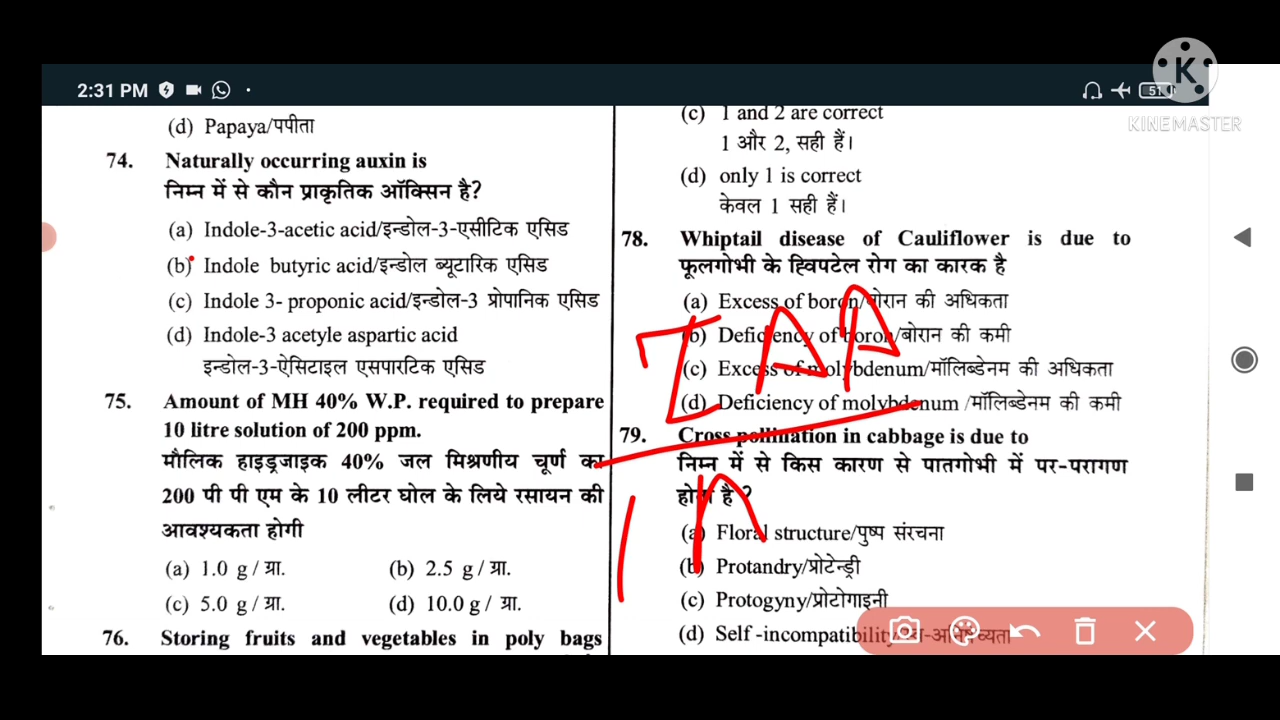 2:31 PM
51
K
KINEMASTER
(d) Papaya/पपीता
74. Naturally occurring auxin is
निम्न में से कौन प्राकृतिक ऑक्सिन है?
(a) Indole-3-acetic acid/इन्डोल-3-एसीटिक एसिड
(b) Indole butyric acid/इन्डोल ब्यूटारिक एसिड
(c) Indole 3- proponic acid/इन्डोल-3 प्रोपानिक एसिड
(d) Indole-3 acetyle aspartic acid
इन्डोल-3-ऐसिटाइल एसपारटिक एसिड
75. Amount of MH 40% W.P. required to prepare
10 litre solution of 200 ppm.
मौलिक हाइड्रजाइक 40% जल मिश्रणीय चूर्ण का
200 पी पी एम के 10 लीटर घोल के लिये रसायन की
आवश्यकता होगी
(a) 1.0 g / ग्रा. (b) 2.5 g / ग्रा.
(c) 5.0 g / ग्रा. (d) 10.0 g / ग्रा.
76. Storing fruits and vegetables in poly bags
(c) 1 and 2 are correct
1 और 2, सही हैं।
(d) only 1 is correct
केवल 1 सही हैं।
78. Whiptail disease of Cauliflower is due to
फूलगोभी के ह्विपटेल रोग का कारक है
(a) Excess of boron/बोरान की अधिकता
(b) Deficiency of boron/बोरान की कमी
(c) Excess of molybdenum/मॉलिब्डेनम की अधिकता
(d) Deficiency of molybdenum /मॉलिब्डेनम की कमी
IAA
79. Cross pollination in cabbage is due to
निम्न में से किस कारण से पातगोभी में पर-परागण
होता है ?
(a) Floral structure/पुष्प संरचना
(b) Protandry/प्रोटेन्ड्री
(c) Protogyny/प्रोटोगाइनी
(d) Self -incompatibility